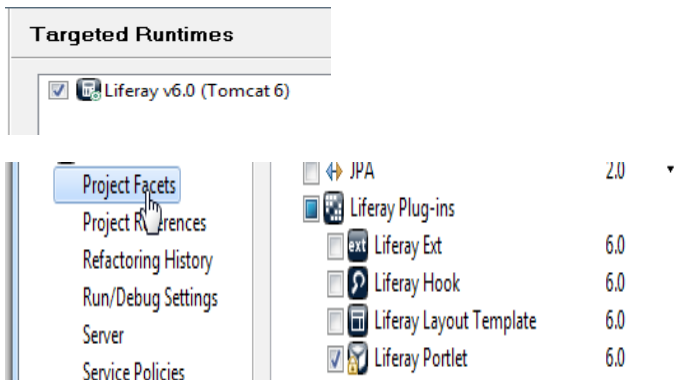 Targeted Runtimes
Liferay v6.0 (Tomcat 6)
Project Facets
Project References
Refactoring History
Run/Debug Settings
Server
Service Policies
JPA 2.0
Liferay Plug-ins
ext Liferay Ext 6.0
Liferay Hook 6.0
Liferay Layout Template 6.0
Liferay Portlet 6.0